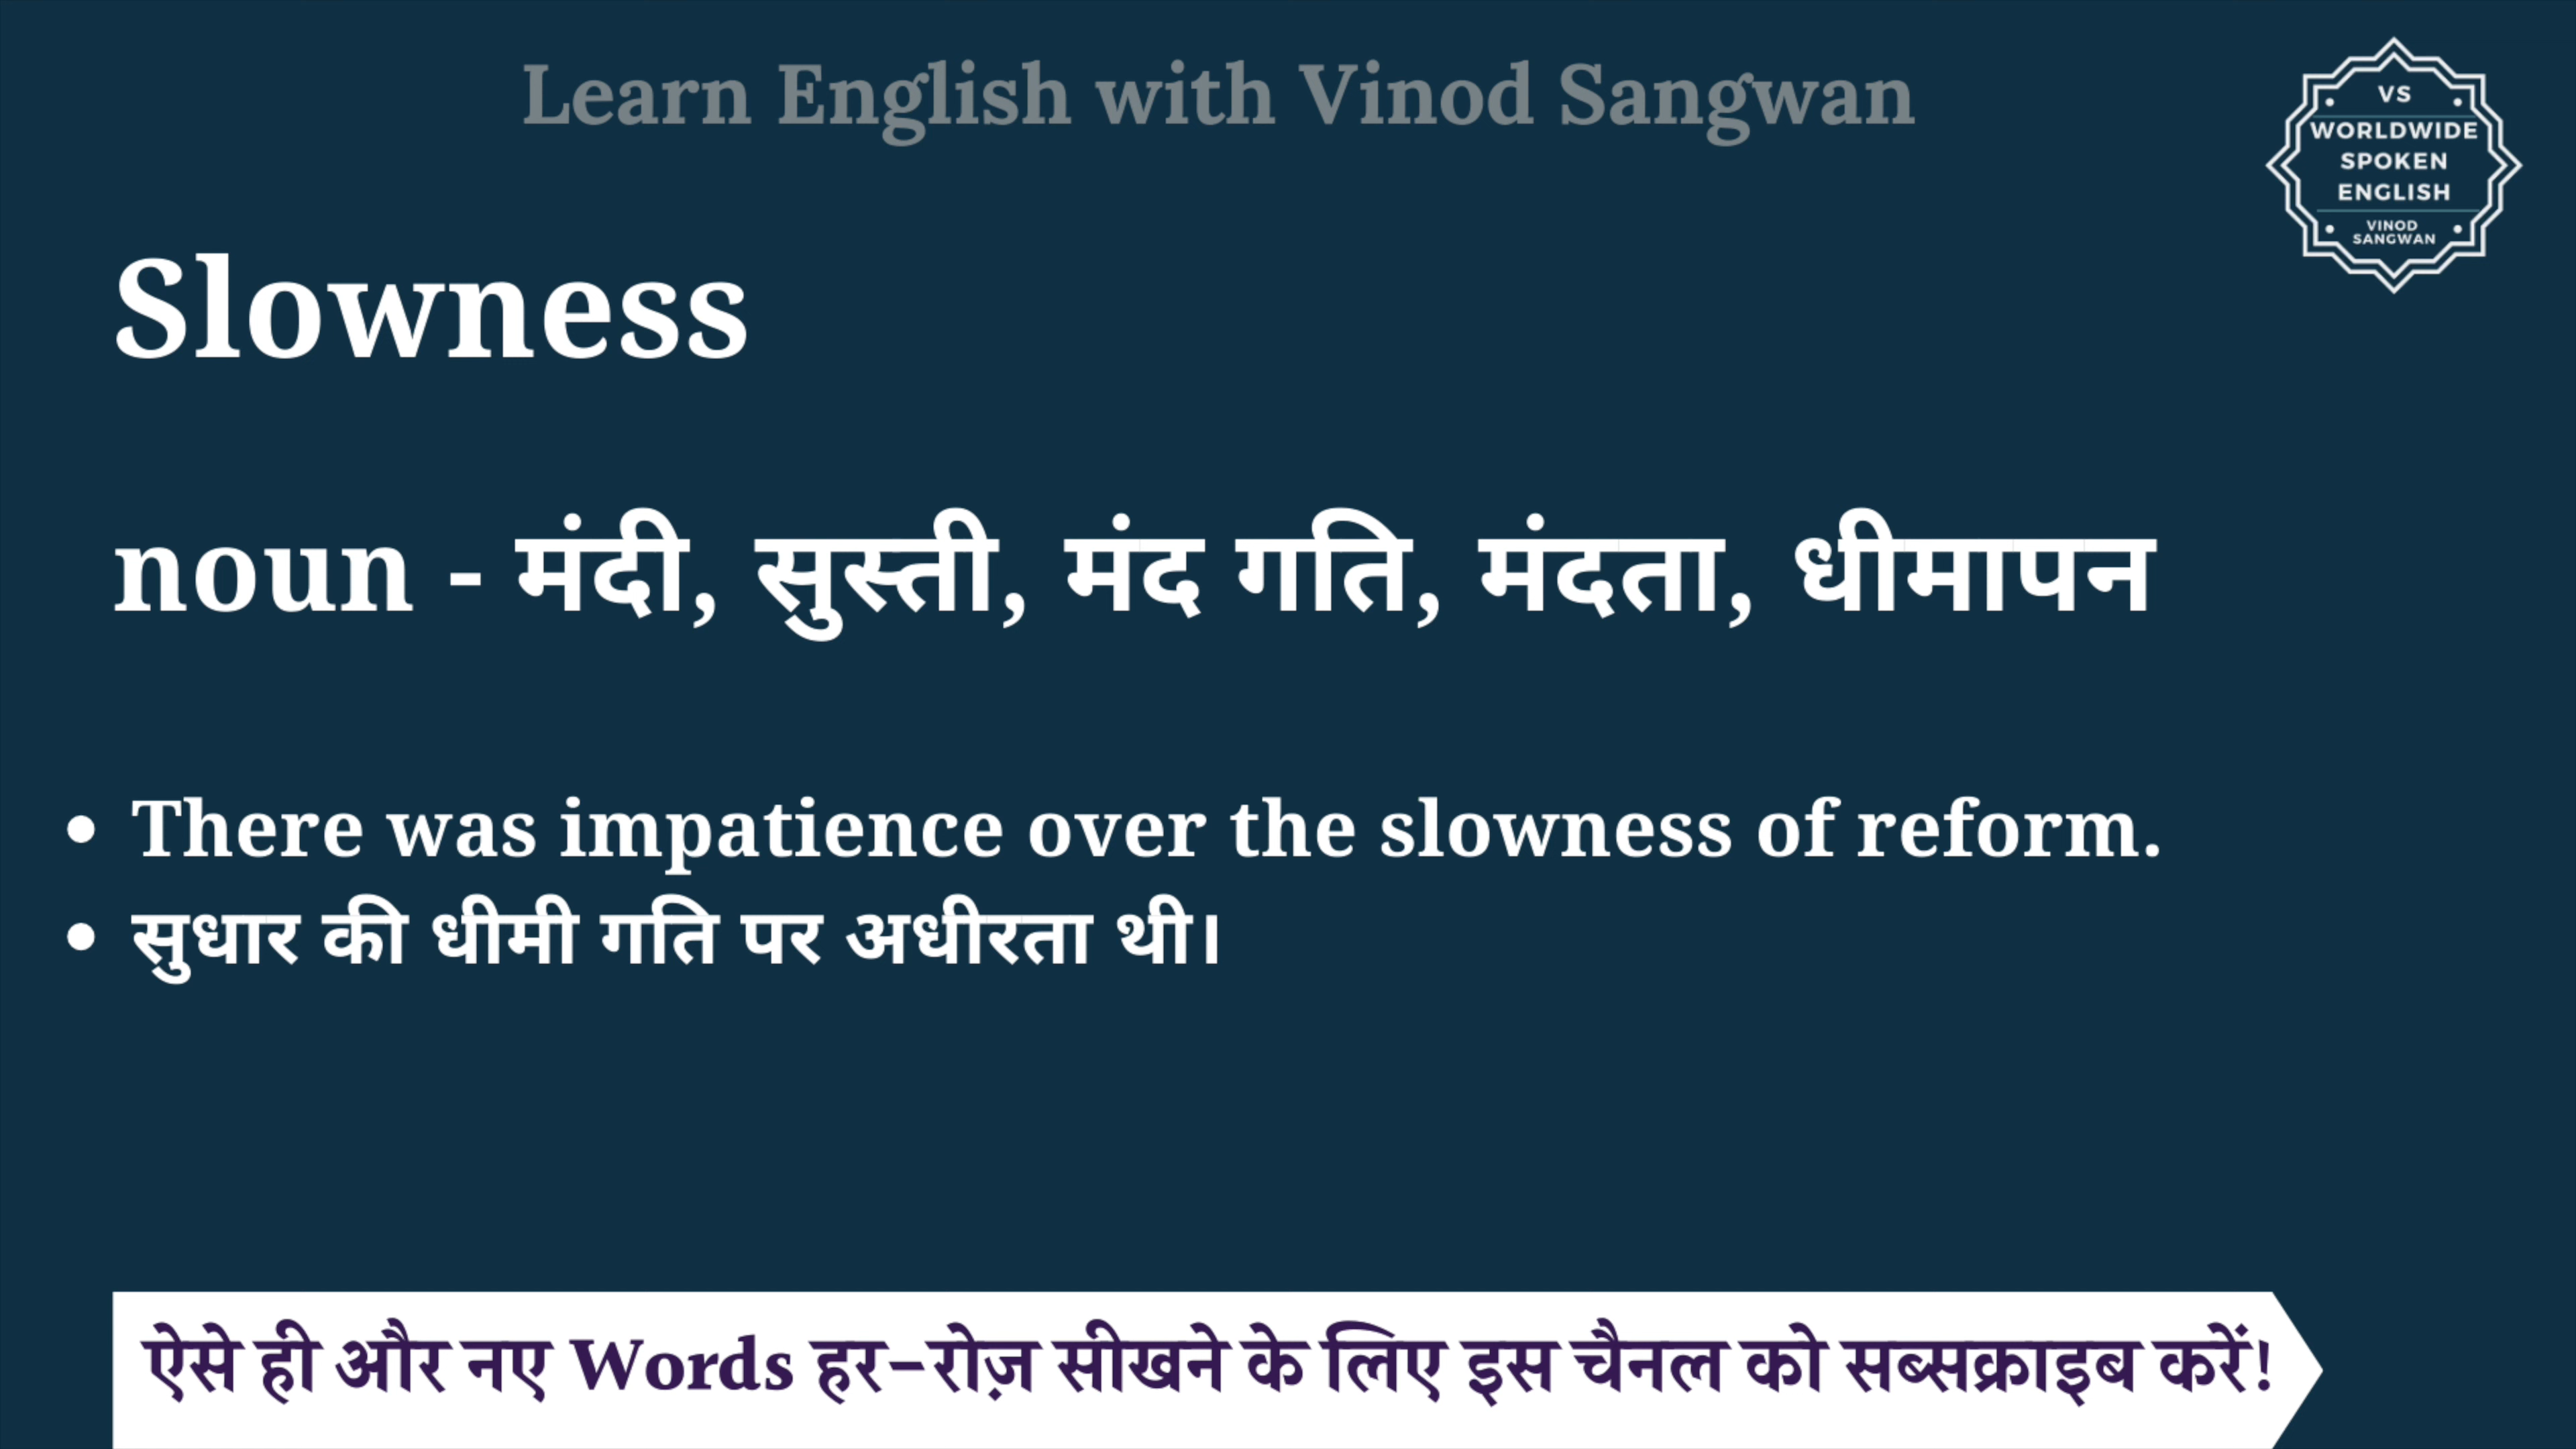 Learn English with Vinod Sangwan
VS
WORLDWIDE
SPOKEN
ENGLISH
VINOD
SANGWAN
Slowness
noun - मंदी, सुस्ती, मंद गति, मंदता, धीमापन
• There was impatience over the slowness of reform.
• सुधार की धीमी गति पर अधीरता थी।
ऐसे ही और नए Words हर-रोज़ सीखने के लिए इस चैनल को सब्सक्राइब करें!